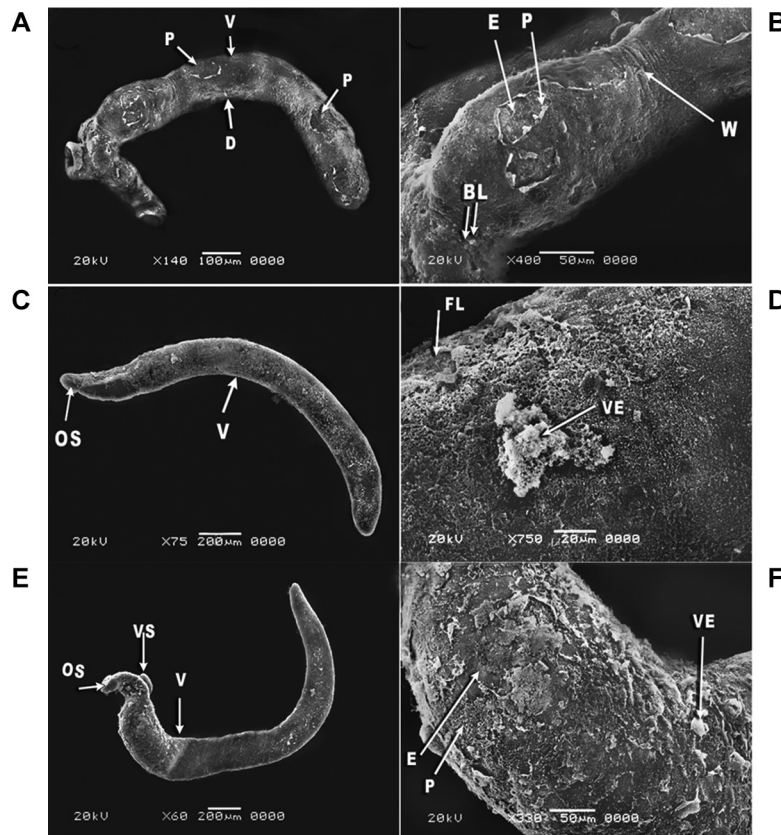 A
P
V
P
D
20kV X140 100µm 0000
B
E P
W
BL
20kV X400 50µm 0000
C
OS
V
20kV X75 200µm 0000
D
FL
VE
20kV X750 20µm 0000
E
VS
OS
V
20kV X60 200µm 0000
F
VE
E
P
20kV X330 50µm 0000